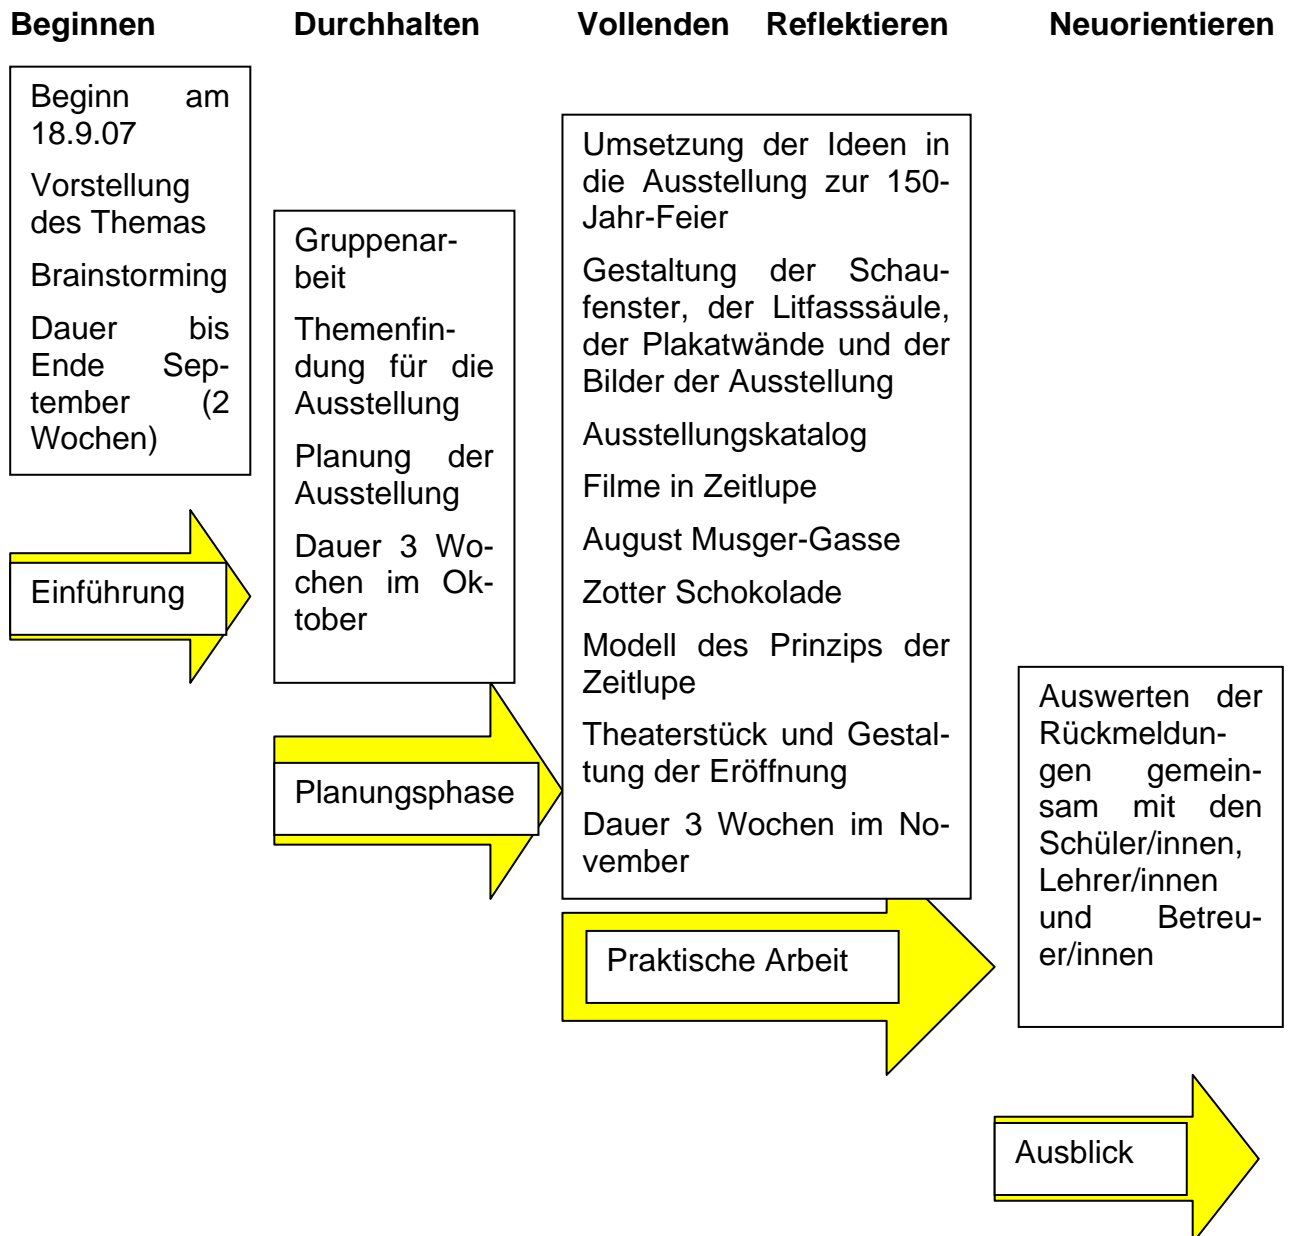 Beginnen Durchhalten Vollenden Reflektieren Neuorientieren
Beginn am
18.9.07
Vorstellung
des Themas
Brainstorming
Dauer bis
Ende Sep-
tember (2
Wochen)
Einführung
Gruppenar-
beit
Themenfin-
dung für die
Ausstellung
Planung der
Ausstellung
Dauer 3 Wo-
chen im Ok-
tober
Planungsphase
Umsetzung der Ideen in
die Ausstellung zur 150-
Jahr-Feier
Gestaltung der Schau-
fenster, der Litfasssäule,
der Plakatwände und der
Bilder der Ausstellung
Ausstellungskatalog
Filme in Zeitlupe
August Musger-Gasse
Zotter Schokolade
Modell des Prinzips der
Zeitlupe
Theaterstück und Gestal-
tung der Eröffnung
Dauer 3 Wochen im No-
vember
Praktische Arbeit
Auswerten der
Rückmeldun-
gen gemein-
sam mit den
Schüler/innen,
Lehrer/innen
und Betreu-
er/innen
Ausblick